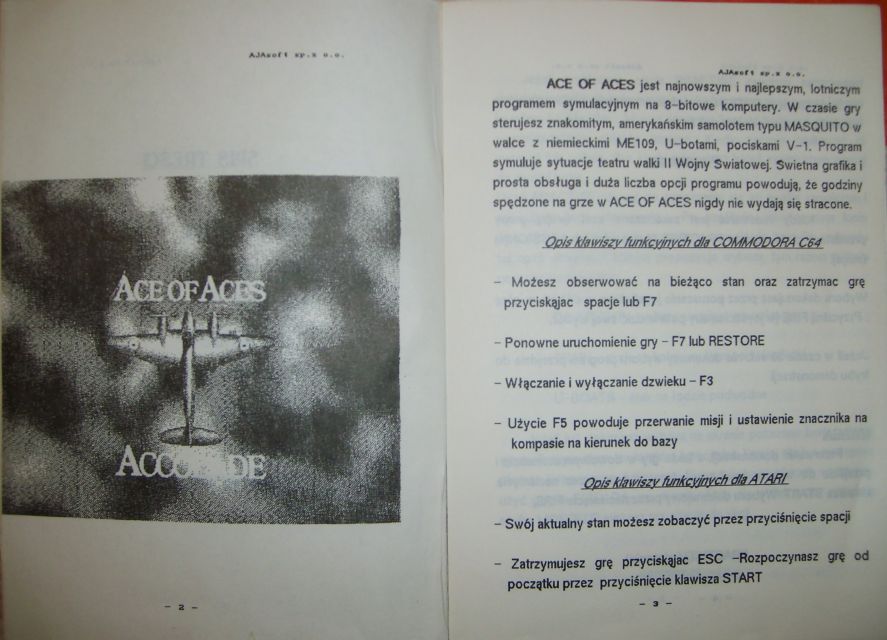 AJAsoft sp.z o.o.
ACE OF ACES
ACCOLADE
- 2 -
AJAsoft sp.z o.o.
ACE OF ACES jest najnowszym i najlepszym, lotniczym
programem symulacyjnym na 8-bitowe komputery. W czasie gry
sterujesz znakomitym, amerykańskim samolotem typu MASQUITO w
walce z niemieckimi ME109, U-botami, pociskami V-1. Program
symuluje sytuacje teatru walki II Wojny Swiatowej. Swietna grafika i
prosta obsługa i duża liczba opcji programu powodują, że godziny
spędzone na grze w ACE OF ACES nigdy nie wydają się stracone.
Opis klawiszy funkcyjnych dla COMMODORA C64
- Możesz obserwować na bieżąco stan oraz zatrzymac grę
przyciskąjac spacje lub F7
- Ponowne uruchomienie gry - F7 lub RESTORE
- Włączanie i wyłączanie dzwieku - F3
- Użycie F5 powoduje przerwanie misji i ustawienie znacznika na
kompasie na kierunek do bazy
Opis klawiszy funkcyjnych dla ATARI
- Swój aktualny stan możesz zobaczyć przez przyciśnięcie spacji
- Zatrzymujesz grę przyciskąjac ESC -Rozpoczynasz grę od
początku przez przyciśnięcie klawisza START
- 3 -